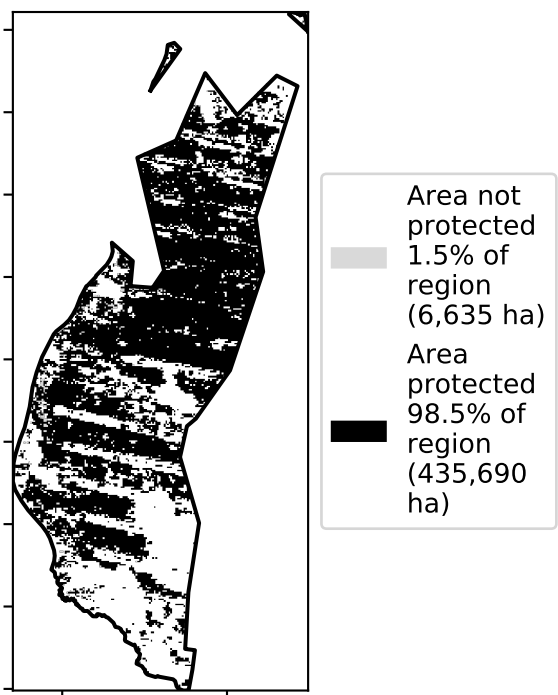 Area not
protected
1.5% of
region
(6,635 ha)
Area
protected
98.5% of
region
(435,690
ha)